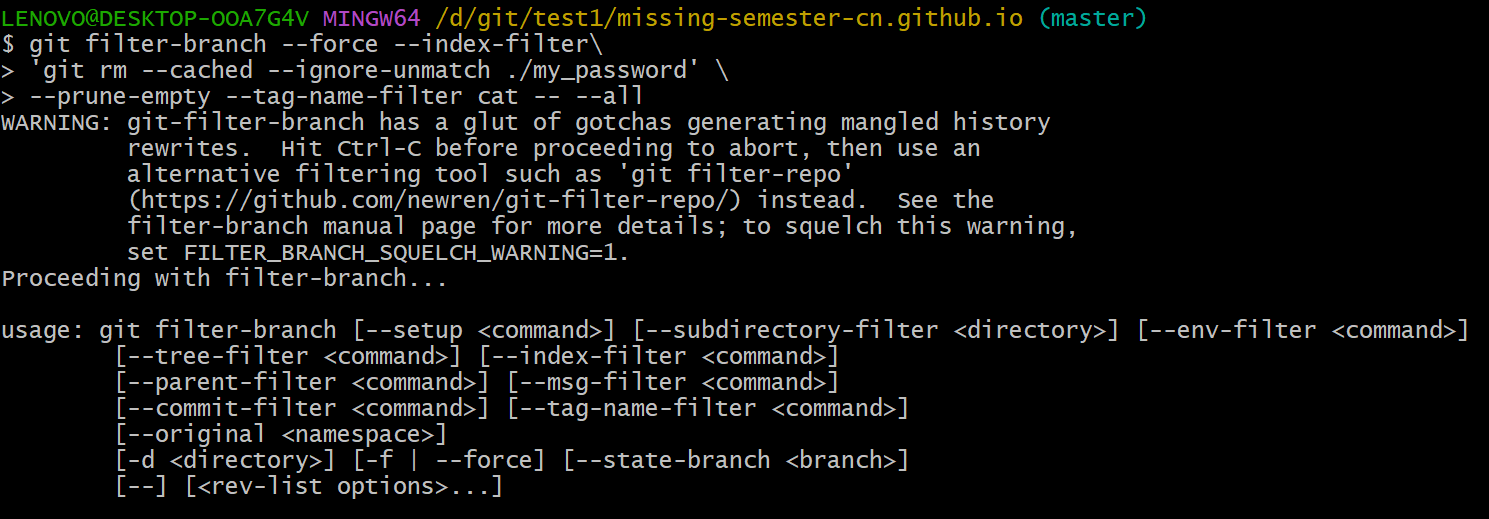 LENOVO@DESKTOP-OOA7G4V MINGW64 /d/git/test1/missing-semester-cn.github.io (master)
$ git filter-branch --force --index-filter\
> 'git rm --cached --ignore-unmatch ./my_password' \
> --prune-empty --tag-name-filter cat -- --all
WARNING: git-filter-branch has a glut of gotchas generating mangled history
         rewrites.  Hit Ctrl-C before proceeding to abort, then use an
         alternative filtering tool such as 'git filter-repo'
         (https://github.com/newren/git-filter-repo/) instead.  See the
         filter-branch manual page for more details; to squelch this warning,
         set FILTER_BRANCH_SQUELCH_WARNING=1.
Proceeding with filter-branch...

usage: git filter-branch [--setup <command>] [--subdirectory-filter <directory>] [--env-filter <command>]
        [--tree-filter <command>] [--index-filter <command>]
        [--parent-filter <command>] [--msg-filter <command>]
        [--commit-filter <command>] [--tag-name-filter <command>]
        [--original <namespace>]
        [-d <directory>] [-f | --force] [--state-branch <branch>]
        [--] [<rev-list options>...]